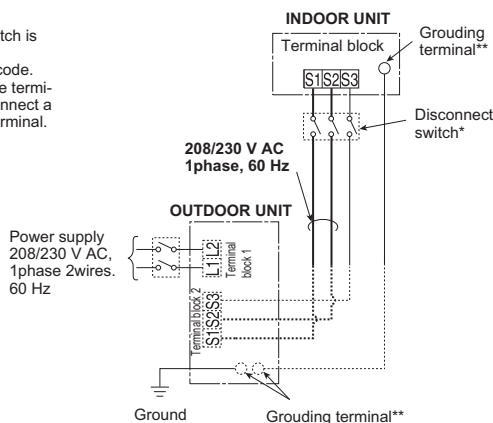 tch is
code.
e termi-
nnect a
rminal.
INDOOR UNIT
Terminal block
Grouding
terminal**
S1 S2 S3
Disconnect
switch*
208/230 V AC
1phase, 60 Hz
OUTDOOR UNIT
Power supply
208/230 V AC,
1phase 2wires.
60 Hz
L1 L2
Terminal
block 1
Terminal block 2
S1 S2 S3
Ground
Grouding terminal**